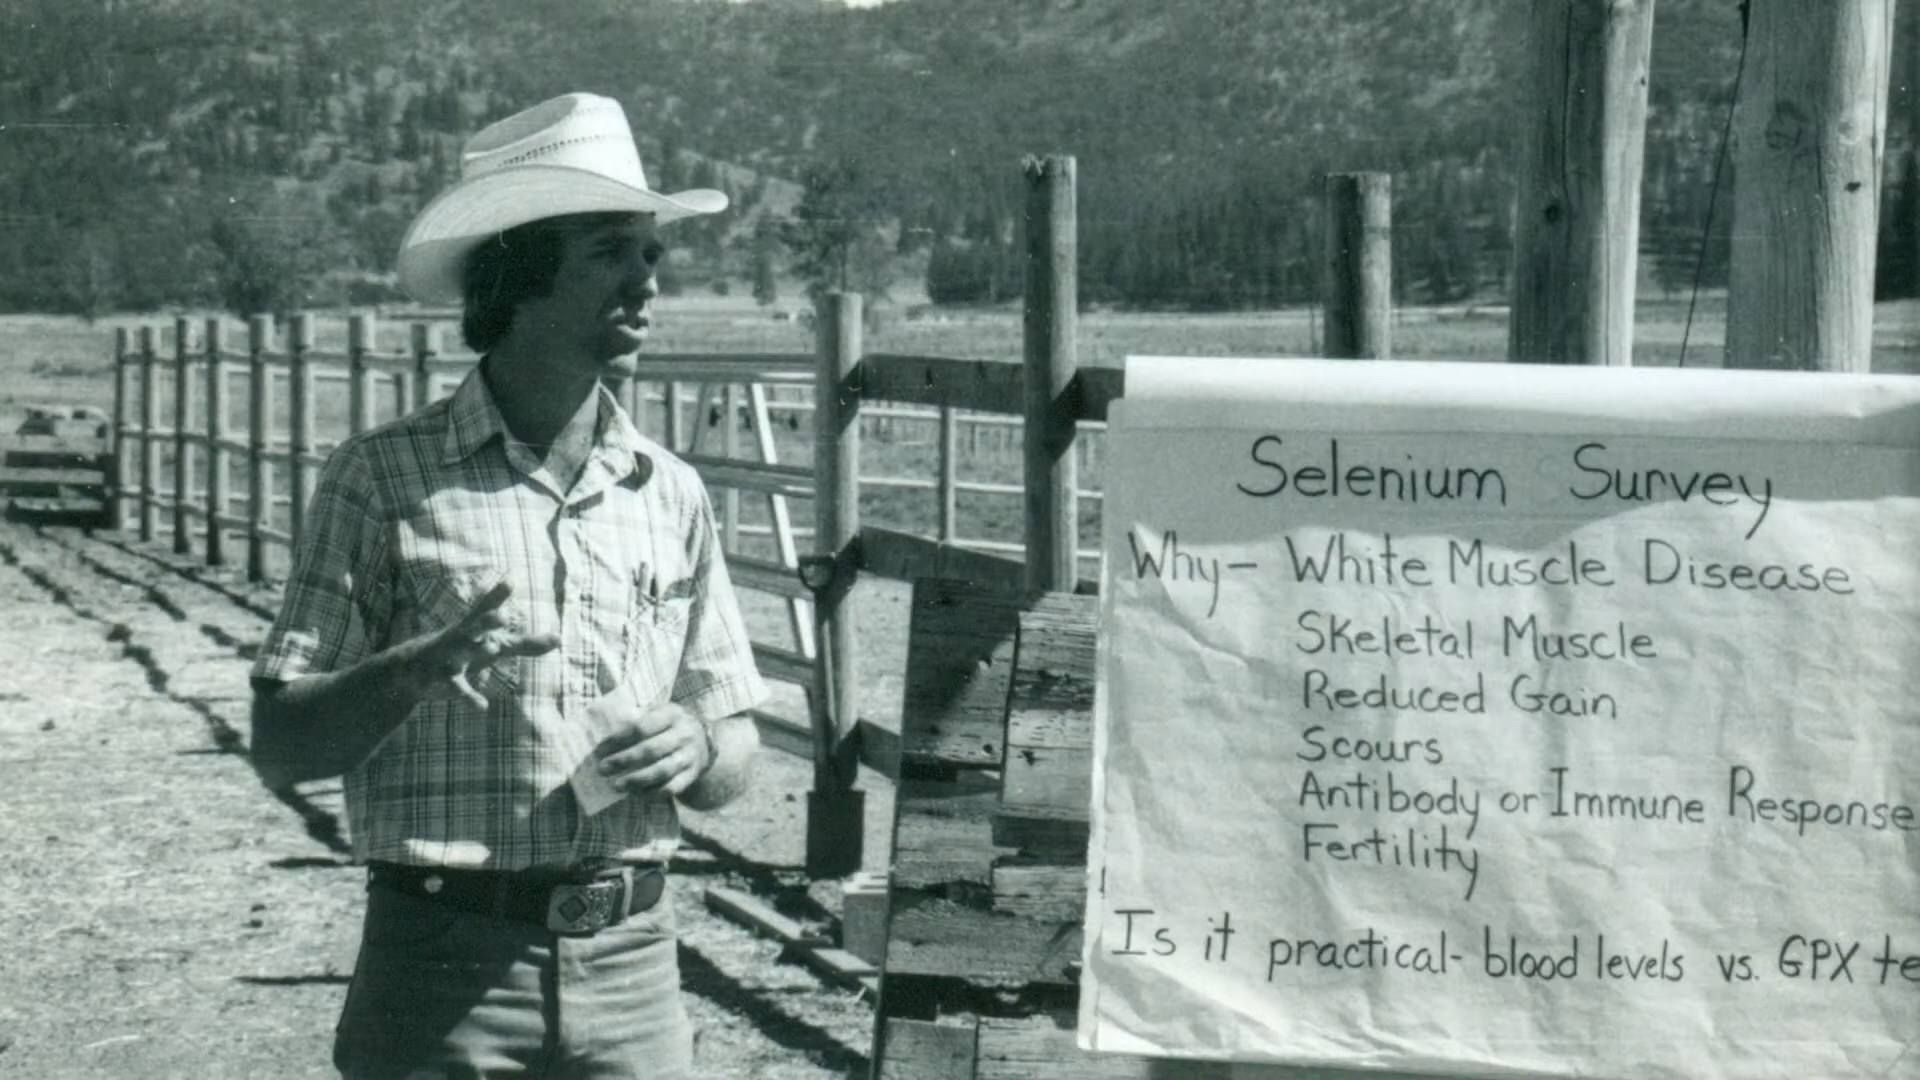 Selenium Survey
Why- White Muscle Disease
Skeletal Muscle
Reduced Gain
Scours
Antibody or Immune Response
Fertility
Is it practical- blood levels vs. GPX te